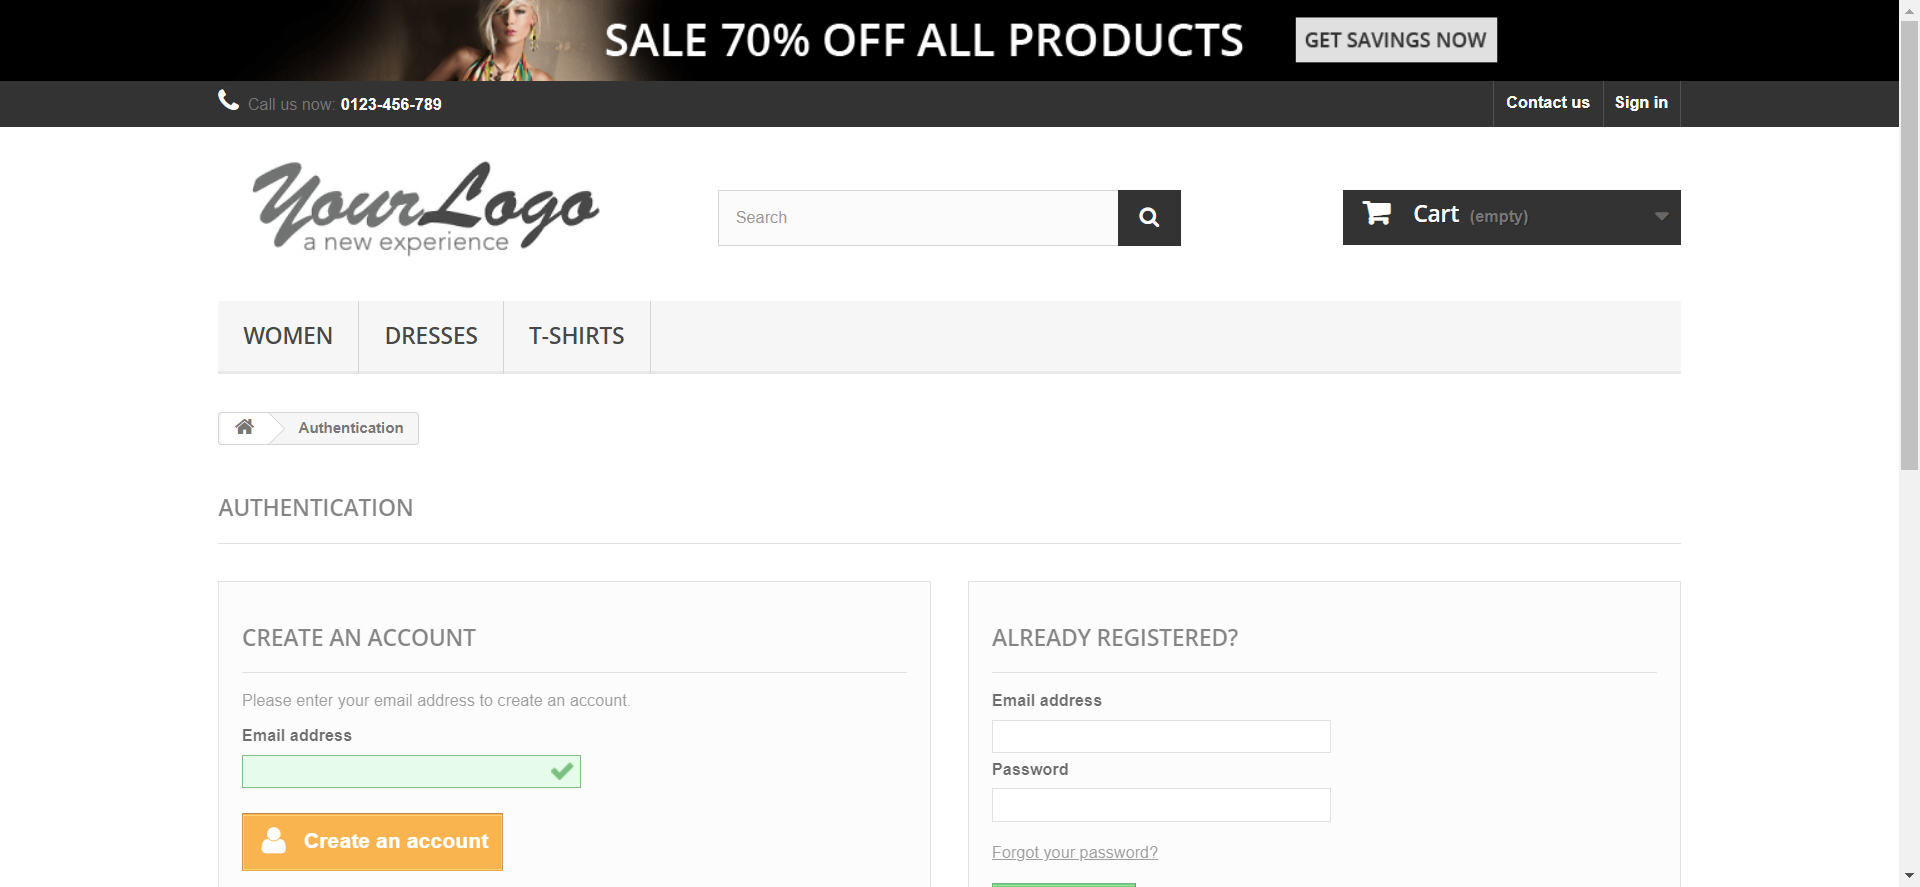 SALE 70% OFF ALL PRODUCTS GET SAVINGS NOW
Call us now: 0123-456-789 Contact us Sign in
YourLogo
a new experience
Search
Cart (empty)
WOMEN DRESSES T-SHIRTS
Authentication
AUTHENTICATION
CREATE AN ACCOUNT
Please enter your email address to create an account.
Email address
Create an account
ALREADY REGISTERED?
Email address
Password
Forgot your password?